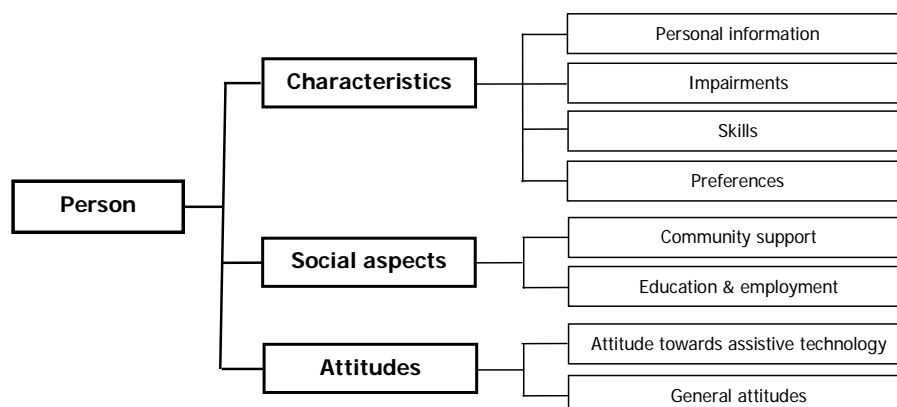 Person
Characteristics
Personal information
Impairments
Skills
Preferences
Social aspects
Community support
Education & employment
Attitudes
Attitude towards assistive technology
General attitudes